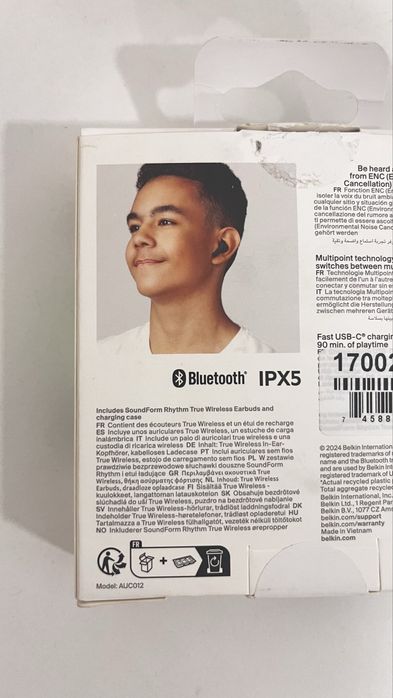 Bluetooth® IPX5
Includes SoundForm Rhythm True Wireless Earbuds and
charging case
FR Contient des écouteurs True Wireless et un étui de recharge
ES Incluye unos auriculares True Wireless, un estuche de carga
inalámbrica IT Include un paio di auricolari true wireless e una
custodia di ricarica wireless DE Inhalt: True Wireless In-Ear-
Kopfhörer, kabelloses Ladecase PT Inclui auriculares sem fios
True Wireless, estojo de carregamento sem fios PL W zestawie
prawdziwie bezprzewodowe słuchawki douszne SoundForm
Rhythm i etui ładujące GR Περιλαμβάνει ακουστικά True
Wireless, θήκη ασύρματης φόρτισης NL Inhoud: True Wireless
Earbuds, draadloze oplaadcase FI Sisältää True Wireless -
kuulokkeet, langattoman latauskotelon SK Obsahuje bezdrôtové
slúchadlá do uší True Wireless, puzdro na bezdrôtové nabíjanie
SV Innehåller True Wireless-hörlurar, trådlöst laddningsfodral DK
Indeholder True Wireless-høretelefoner, trådløst opladeretui HU
Tartalmazza a True Wireless fülhallgatót, vezeték nélküli töltőtokot
NO Inkluderer SoundForm Rhythm True Wireless ørepropper
FR
Model: AUC012
Be heard
from ENC (E
Cancellation)
FR Fonction ENC (E
isoler la voix du bruit ambi
cualquier sitio y situación g
de la función ENC (Environ
cancellazione del rumore a
ti permette di essere ascolt
(Environmental Noise Canc
gehört werden
Multipoint technology
switches between mu
FR Technologie Multipoin
facilement de l'un à l'autre
conectar y conmutar sin e
IT La tecnologia Multipoin
commutazione tra moltep
ermöglicht die Herstellun
zwischen mehreren Gerät
Fast USB-C® chargin
90 min. of playtime
17002
7 4588
© 2024 Belkin Internation
registered trademarks of
name and the Bluetooth
and are used by Belkin Int
registered trademark of U
*Actual recycled plastic
Total aggregate recycled
Belkin International, Inc.
Belkin Ltd., 1 Regent Par
Belkin B.V., 1077 ZZ Am
belkin.com/support
belkin.com/warranty
Made in Vietnam
belkin.com